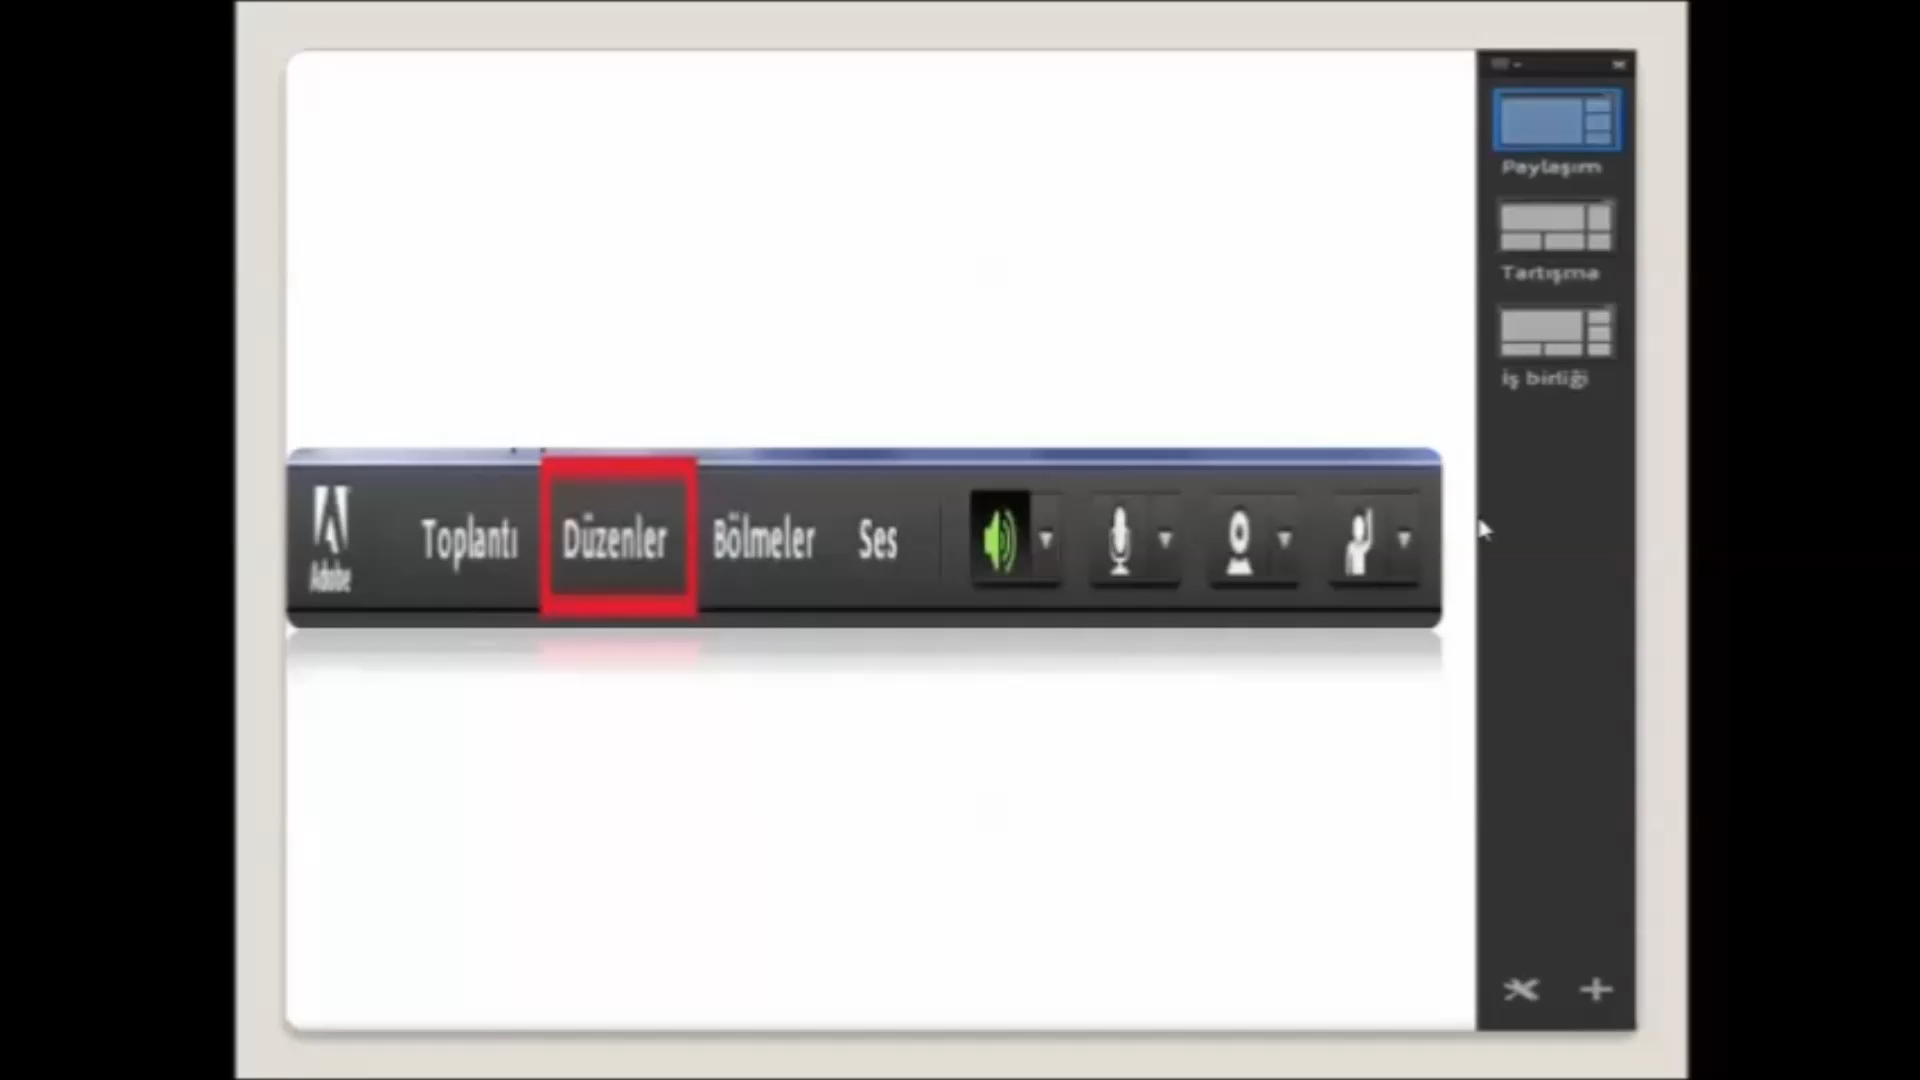 Paylaşım
Tartışma
İş birliği
Adobe
Toplantı Düzenler Bölmeler Ses